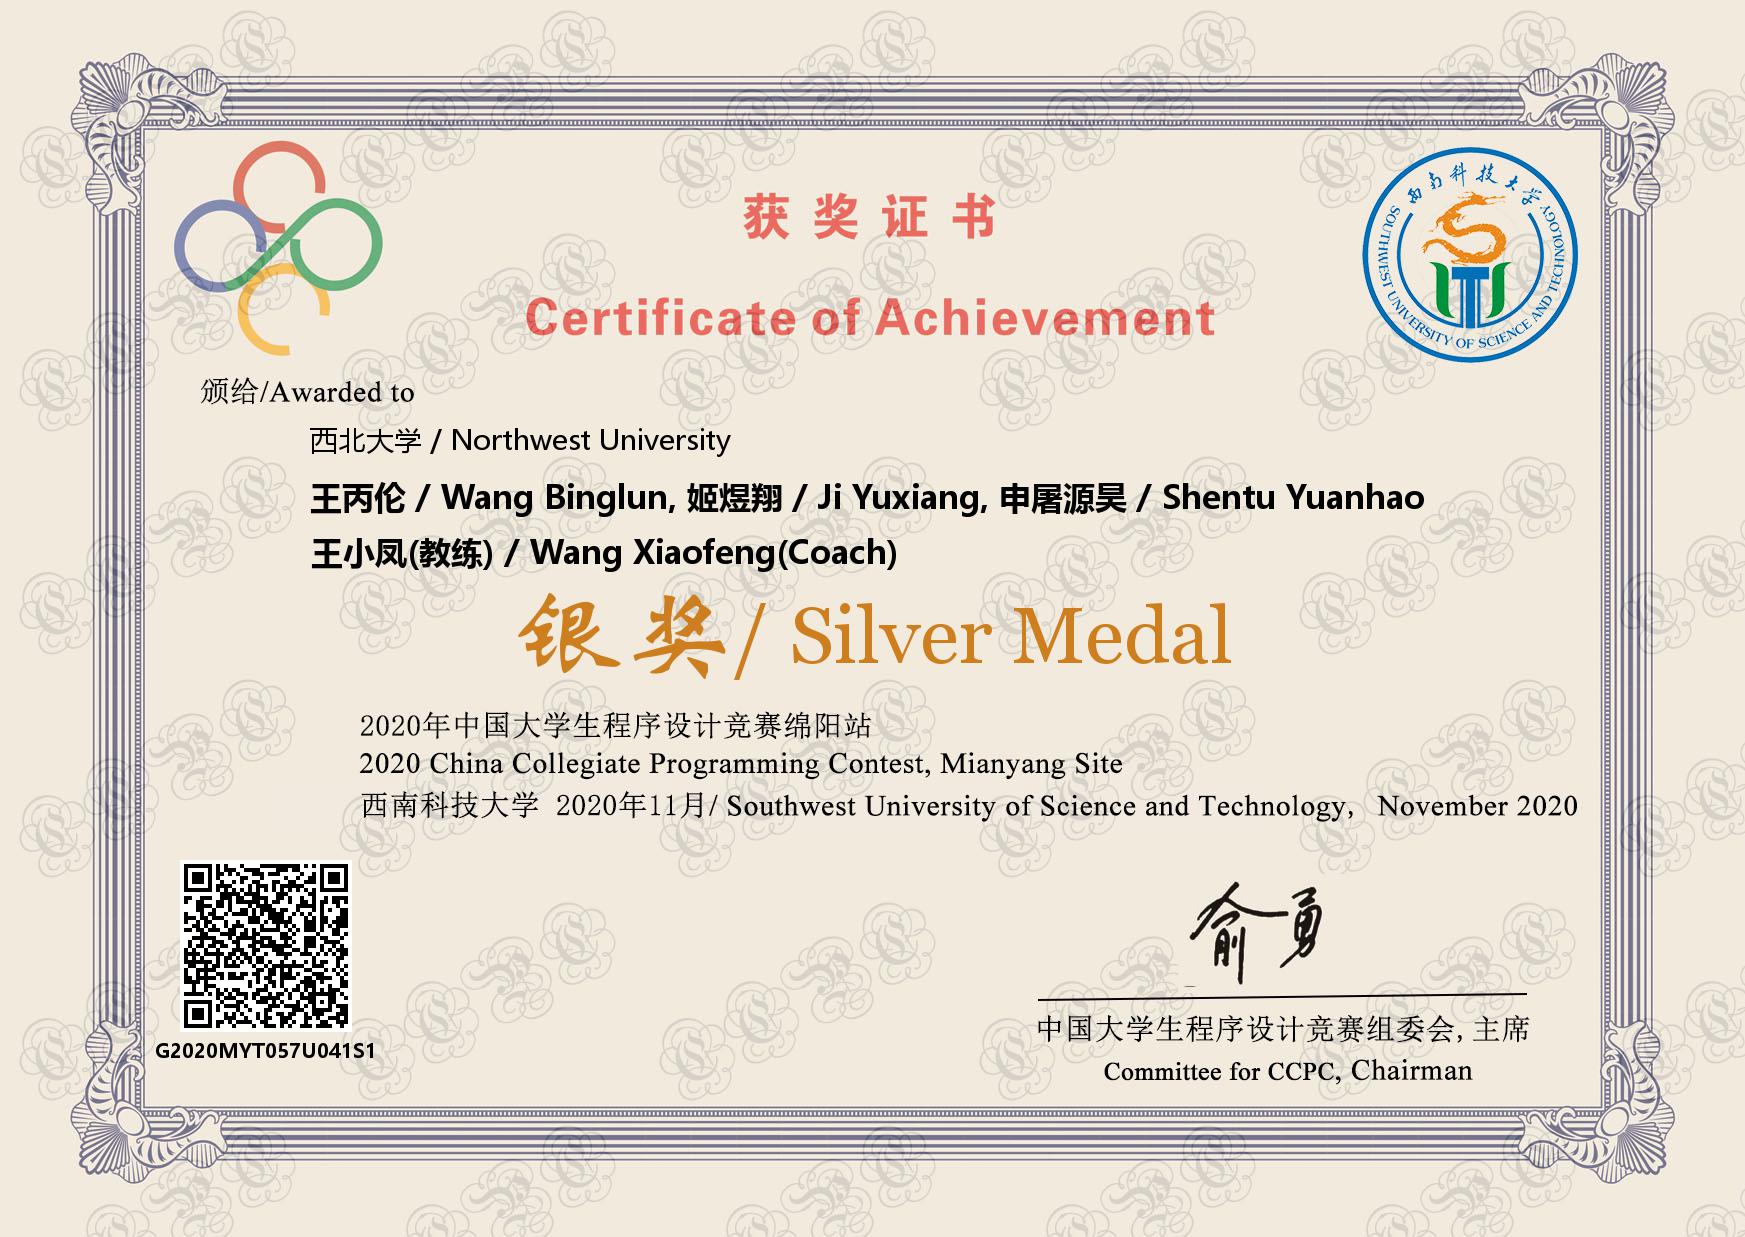 获奖证书
西南科技大学
SOUTHWEST UNIVERSITY OF SCIENCE AND TECHNOLOGY
Certificate of Achievement
颁给/Awarded to
西北大学 / Northwest University
王丙伦 / Wang Binglun, 姬煜翔 / Ji Yuxiang, 申屠源昊 / Shentu Yuanhao
王小凤(教练) / Wang Xiaofeng(Coach)
银奖/ Silver Medal
2020年中国大学生程序设计竞赛绵阳站
2020 China Collegiate Programming Contest, Mianyang Site
西南科技大学 2020年11月/ Southwest University of Science and Technology, November 2020
俞勇
G2020MYT057U041S1
中国大学生程序设计竞赛组委会, 主席
Committee for CCPC, Chairman